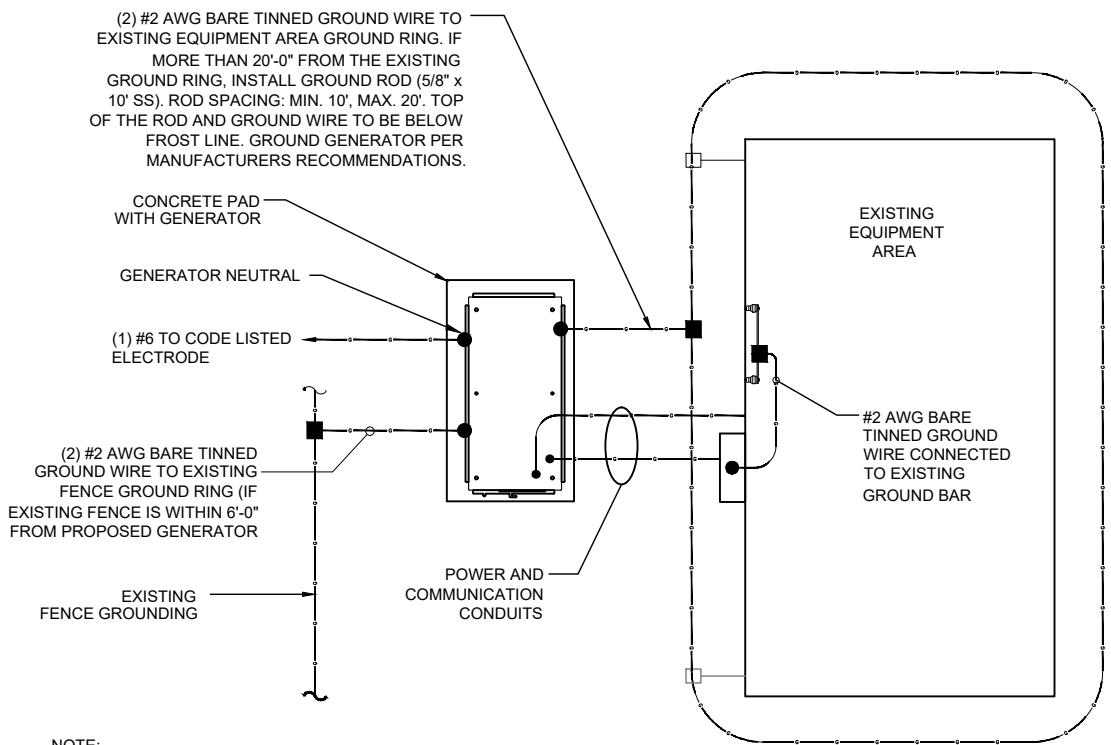 (2) #2 AWG BARE TINNED GROUND WIRE TO
EXISTING EQUIPMENT AREA GROUND RING. IF
MORE THAN 20'-0" FROM THE EXISTING
GROUND RING, INSTALL GROUND ROD (5/8" x
10' SS). ROD SPACING: MIN. 10', MAX. 20'. TOP
OF THE ROD AND GROUND WIRE TO BE BELOW
FROST LINE. GROUND GENERATOR PER
MANUFACTURERS RECOMMENDATIONS.
CONCRETE PAD
WITH GENERATOR
GENERATOR NEUTRAL
(1) #6 TO CODE LISTED
ELECTRODE
(2) #2 AWG BARE TINNED
GROUND WIRE TO EXISTING
FENCE GROUND RING (IF
EXISTING FENCE IS WITHIN 6'-0"
FROM PROPOSED GENERATOR
EXISTING
FENCE GROUNDING
POWER AND
COMMUNICATION
CONDUITS
EXISTING
EQUIPMENT
AREA
#2 AWG BARE
TINNED GROUND
WIRE CONNECTED
TO EXISTING
GROUND BAR
NOTE: